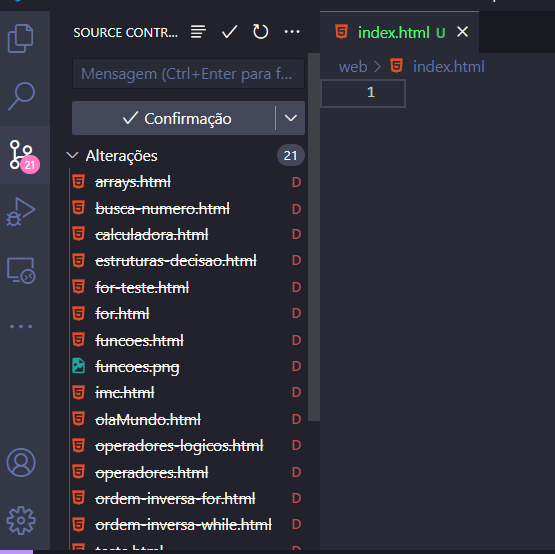 SOURCE CONTR...
Mensagem (Ctrl+Enter para f...
Confirmação
Alterações 21
arrays.html D
busca-numero.html D
calculadora.html D
estruturas-decisao.html D
for-teste.html D
for.html D
funcoes.html D
funcoes.png D
imc.html D
olaMundo.html D
operadores-logicos.html D
operadores.html D
ordem-inversa-for.html D
ordem-inversa-while.html D
teste.html D
21
index.html U
web > index.html
1